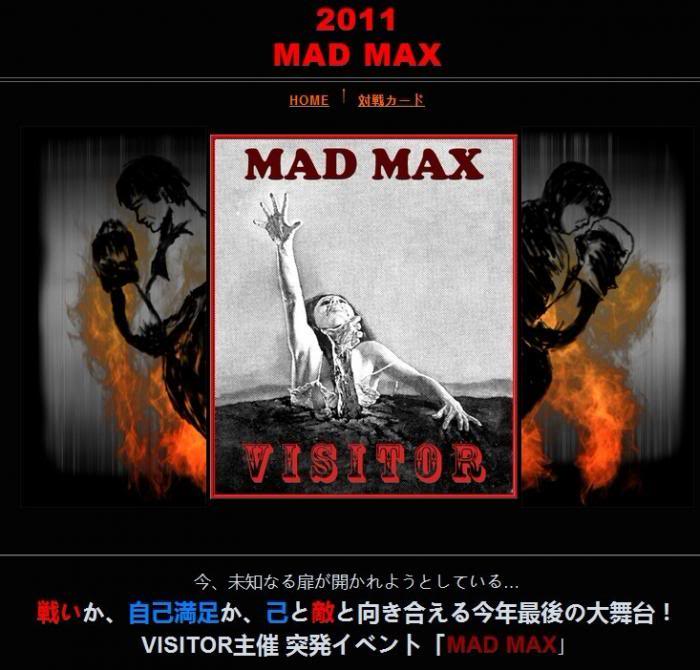 2011
MAD MAX
HOME | 対戦カード
MAD MAX
VISITOR
今、未知なる扉が開かれようとしている...
戦いか、自己満足か、己と敵と向き合える今年最後の大舞台！
VISITOR主催 突発イベント「MAD MAX」